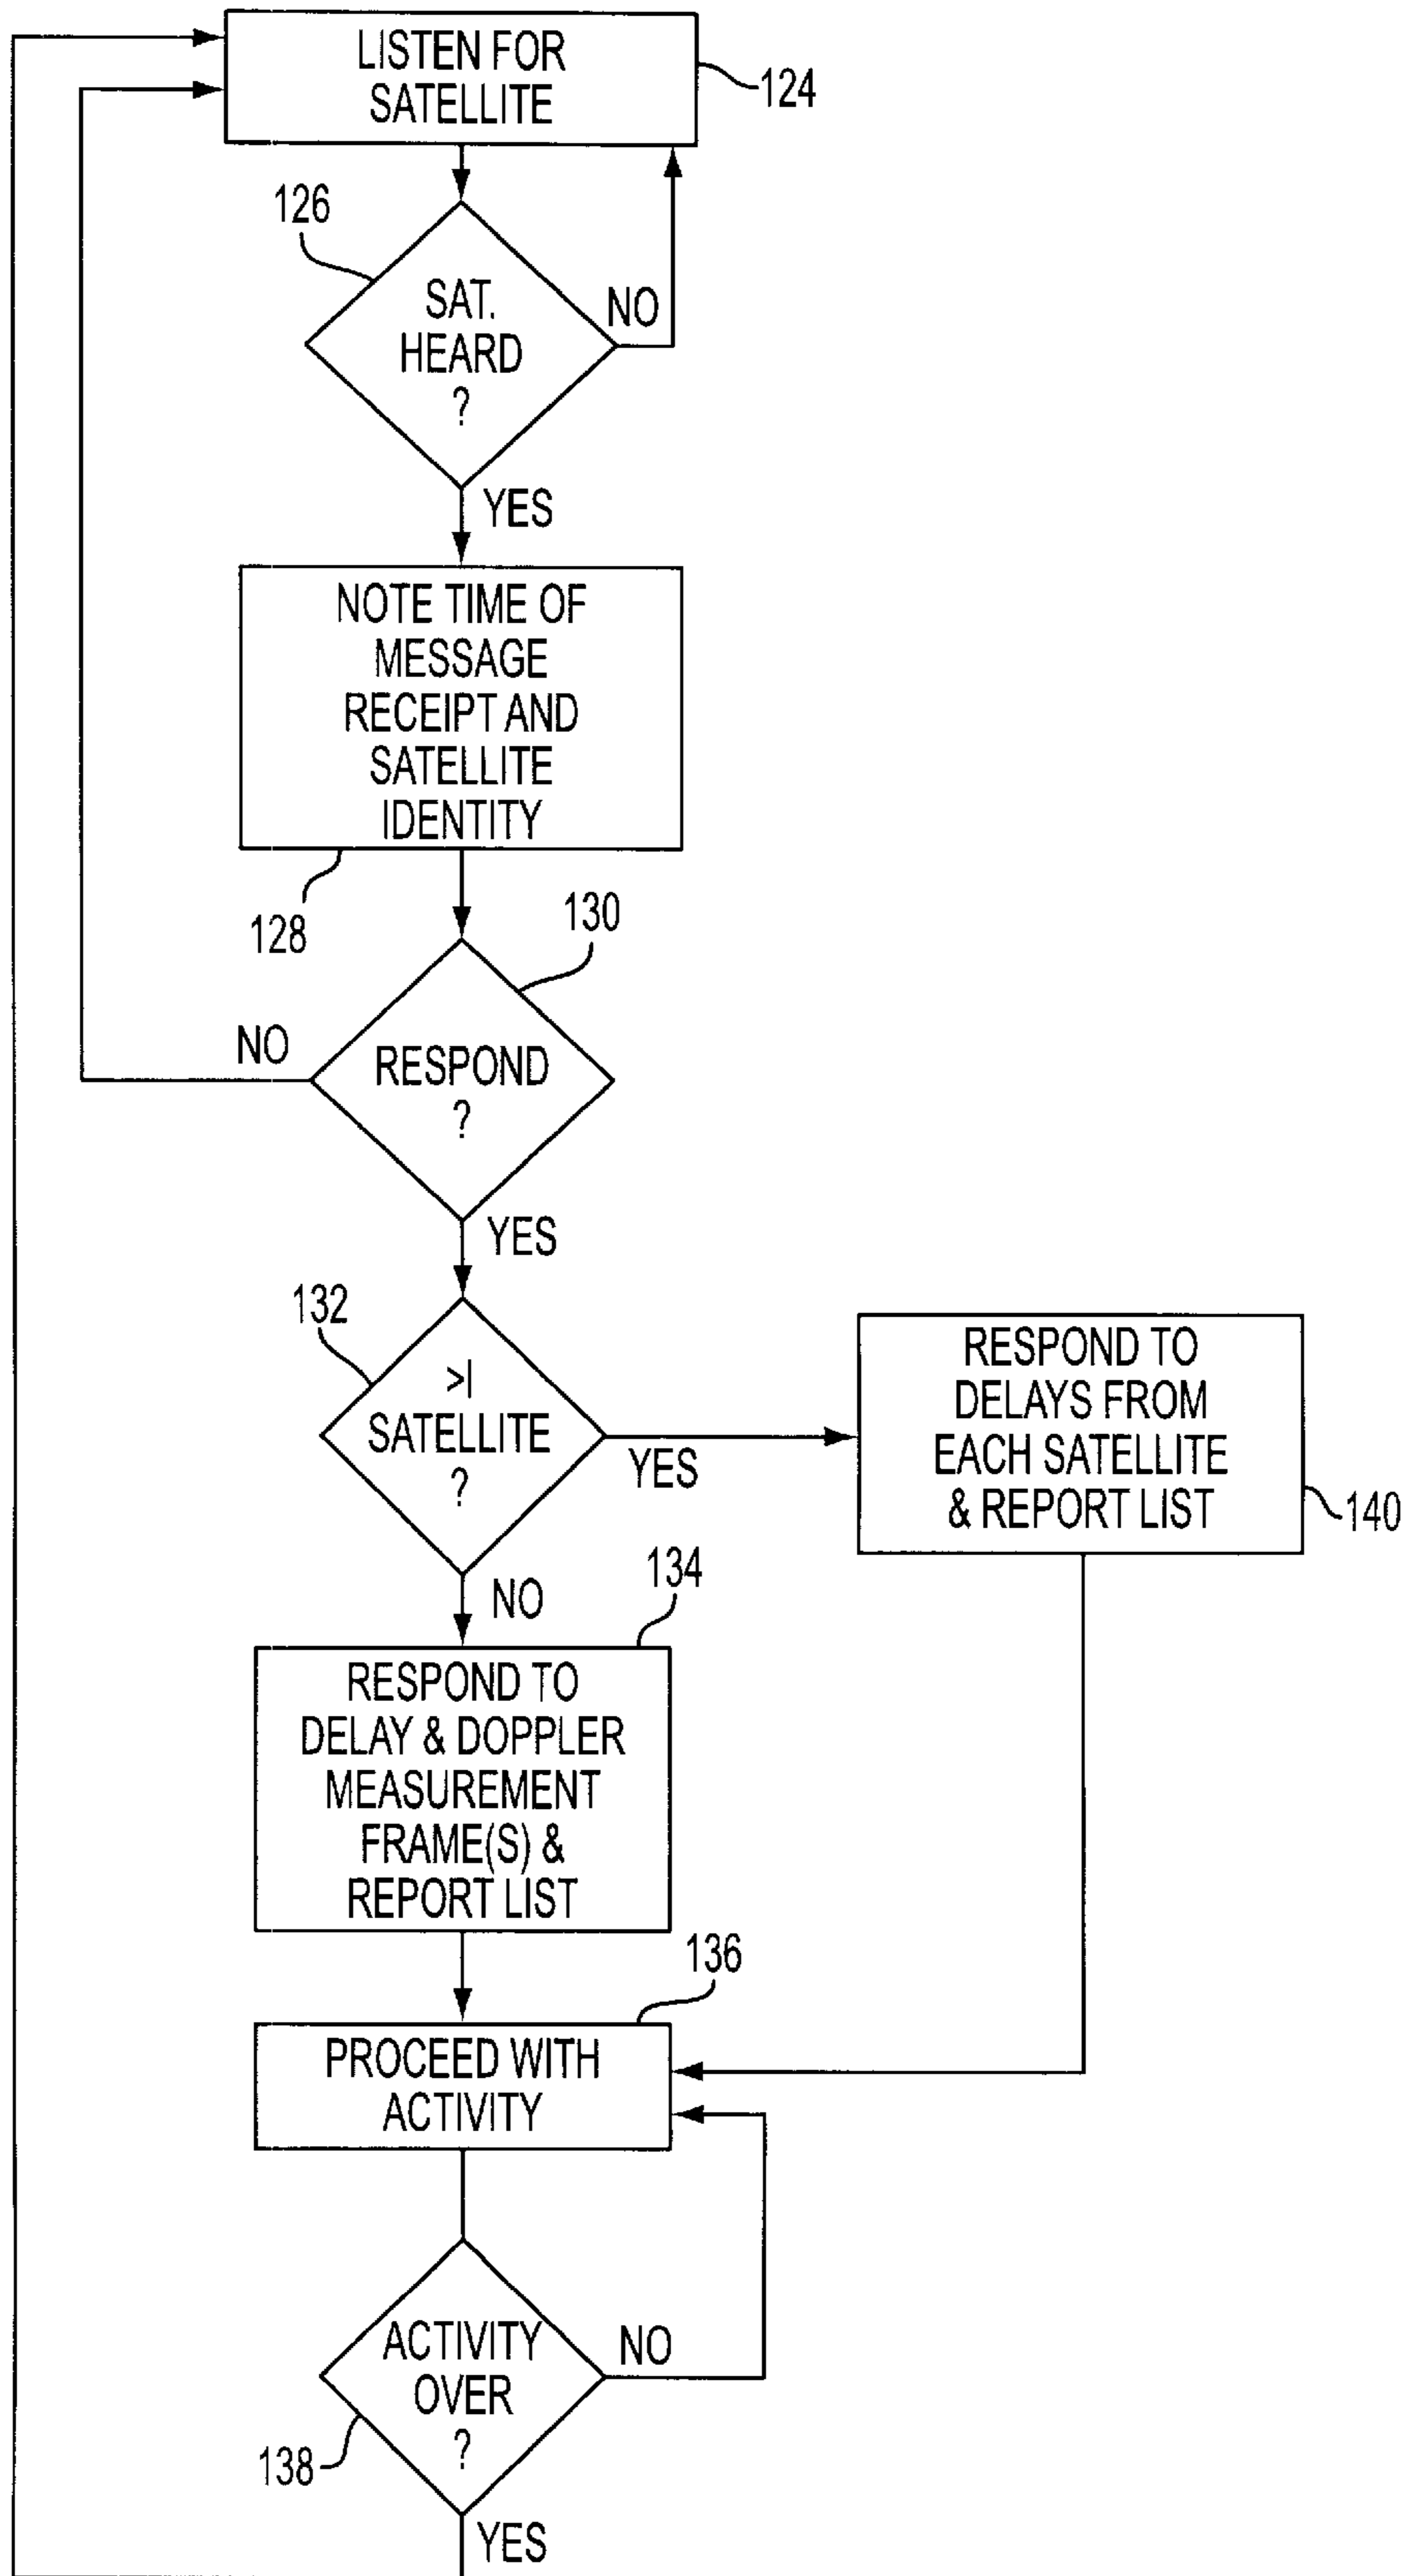 LISTEN FOR
SATELLITE
124
126
SAT.
HEARD
?
NO
YES
NOTE TIME OF
MESSAGE
RECEIPT AND
SATELLITE
IDENTITY
128
130
NO
RESPOND
?
YES
132
>1
SATELLITE
?
YES
RESPOND TO
DELAYS FROM
EACH SATELLITE
& REPORT LIST
140
NO
134
RESPOND TO
DELAY & DOPPLER
MEASUREMENT
FRAME(S) &
REPORT LIST
136
PROCEED WITH
ACTIVITY
ACTIVITY
OVER
?
NO
138
YES